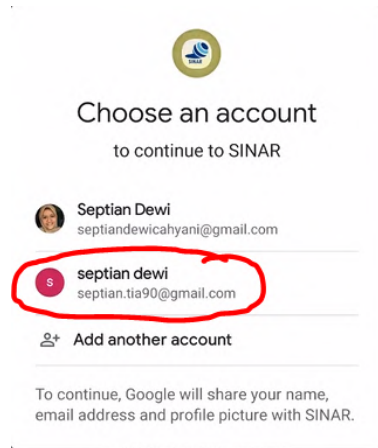 SINAR
Choose an account
to continue to SINAR
Septian Dewi
septiandewicahyani@gmail.com
S
septian dewi
septian.tia90@gmail.com
Add another account
To continue, Google will share your name,
email address and profile picture with SINAR.